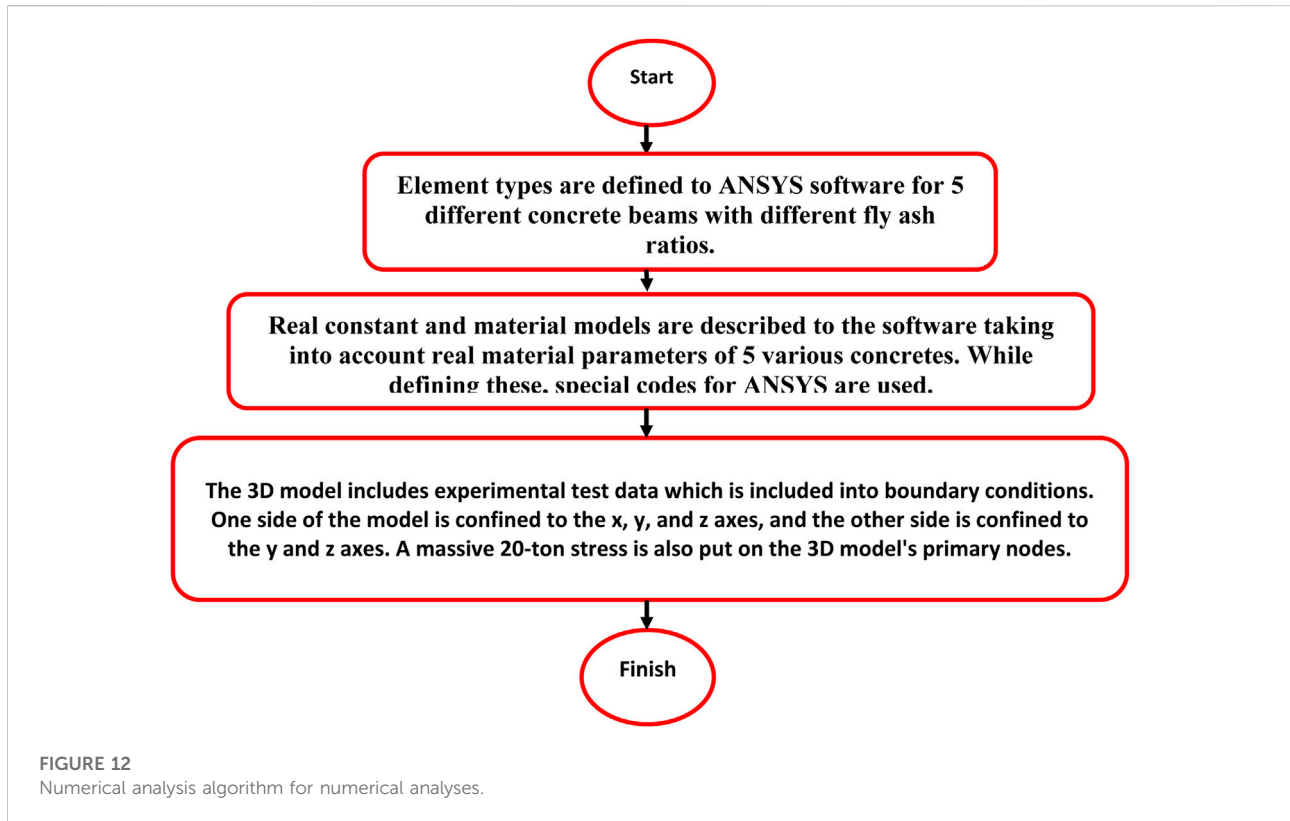 Start
Element types are defined to ANSYS software for 5
different concrete beams with different fly ash
ratios.
Real constant and material models are described to the software taking
into account real material parameters of 5 various concretes. While
defining these, special codes for ANSYS are used.
The 3D model includes experimental test data which is included into boundary conditions.
One side of the model is confined to the x, y, and z axes, and the other side is confined to
the y and z axes. A massive 20-ton stress is also put on the 3D model's primary nodes.
Finish
FIGURE 12
Numerical analysis algorithm for numerical analyses.